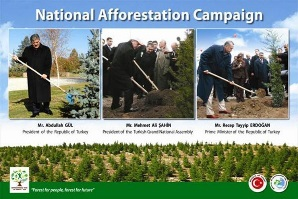 National Afforestation Campaign
Mr. Abdullah GÜL
President of the Republic of Turkey
Mr. Mehmet Ali ŞAHİN
President of the Turkish Grand National Assembly
Mr. Recep Tayyip ERDOGAN
Prime Minister of the Republic of Turkey
"Forest for people, forest for future"